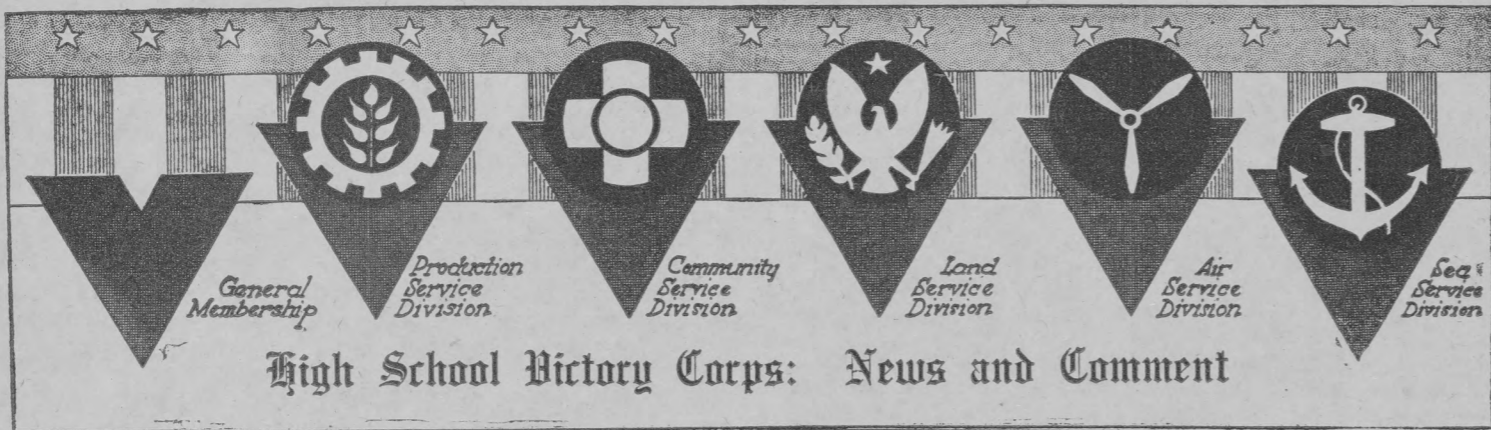 General
Membership
Production
Service
Division
Community
Service
Division
Land
Service
Division
Air
Service
Division
Sea
Service
Division
High School Victory Corps: News and Comment